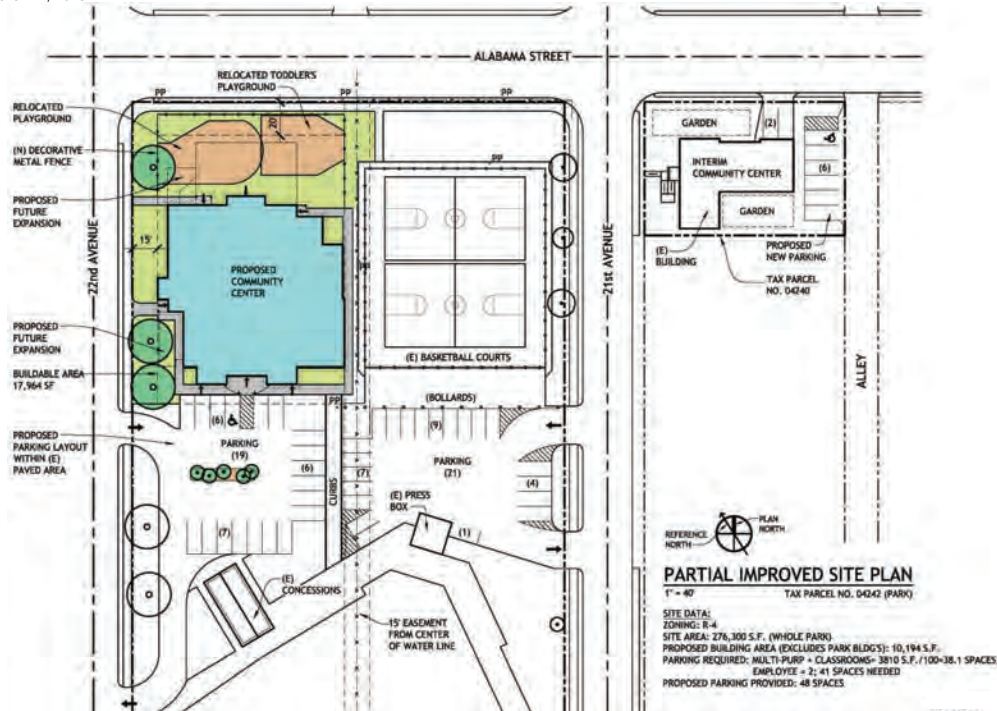 ALABAMA STREET
RELOCATED TODDLER'S
PLAYGROUND
PP
PP
PP
RELOCATED
PLAYGROUND
20'
(N) DECORATIVE
METAL FENCE
PROPOSED
FUTURE
EXPANSION
22nd AVENUE
15'
PROPOSED
COMMUNITY
CENTER
PP
PP
(E) BASKETBALL COURTS
21st AVENUE
GARDEN
(2)
INTERIM
COMMUNITY CENTER
(6)
GARDEN
(E)
BUILDING
PROPOSED
NEW PARKING
TAX PARCEL
NO. 04240
ALLEY
PROPOSED
FUTURE
EXPANSION
BUILDABLE AREA
17,964 SF
PROPOSED
PARKING LAYOUT
WITHIN (E)
PAVED AREA
PP
(BOLLARDS)
(6)
(9)
PARKING
(19)
(6)
CURBS
(7)
PARKING
(21)
(4)
(7)
(E) PRESS
BOX
(1)
(E)
CONCESSIONS
15' EASEMENT
FROM CENTER
OF WATER LINE
REFERENCE
NORTH
PLAN
NORTH
PARTIAL IMPROVED SITE PLAN
1" = 40' TAX PARCEL NO. 04242 (PARK)
SITE DATA:
ZONING: R-4
SITE AREA: 276,300 S.F. (WHOLE PARK)
PROPOSED BUILDING AREA (EXCLUDES PARK BLDG'S): 10,194 S.F.
PARKING REQUIRED: MULTI-PURP + CLASSROOMS= 3810 S.F./100=38.1 SPACES
EMPLOYEE = 2; 41 SPACES NEEDED
PROPOSED PARKING PROVIDED: 48 SPACES